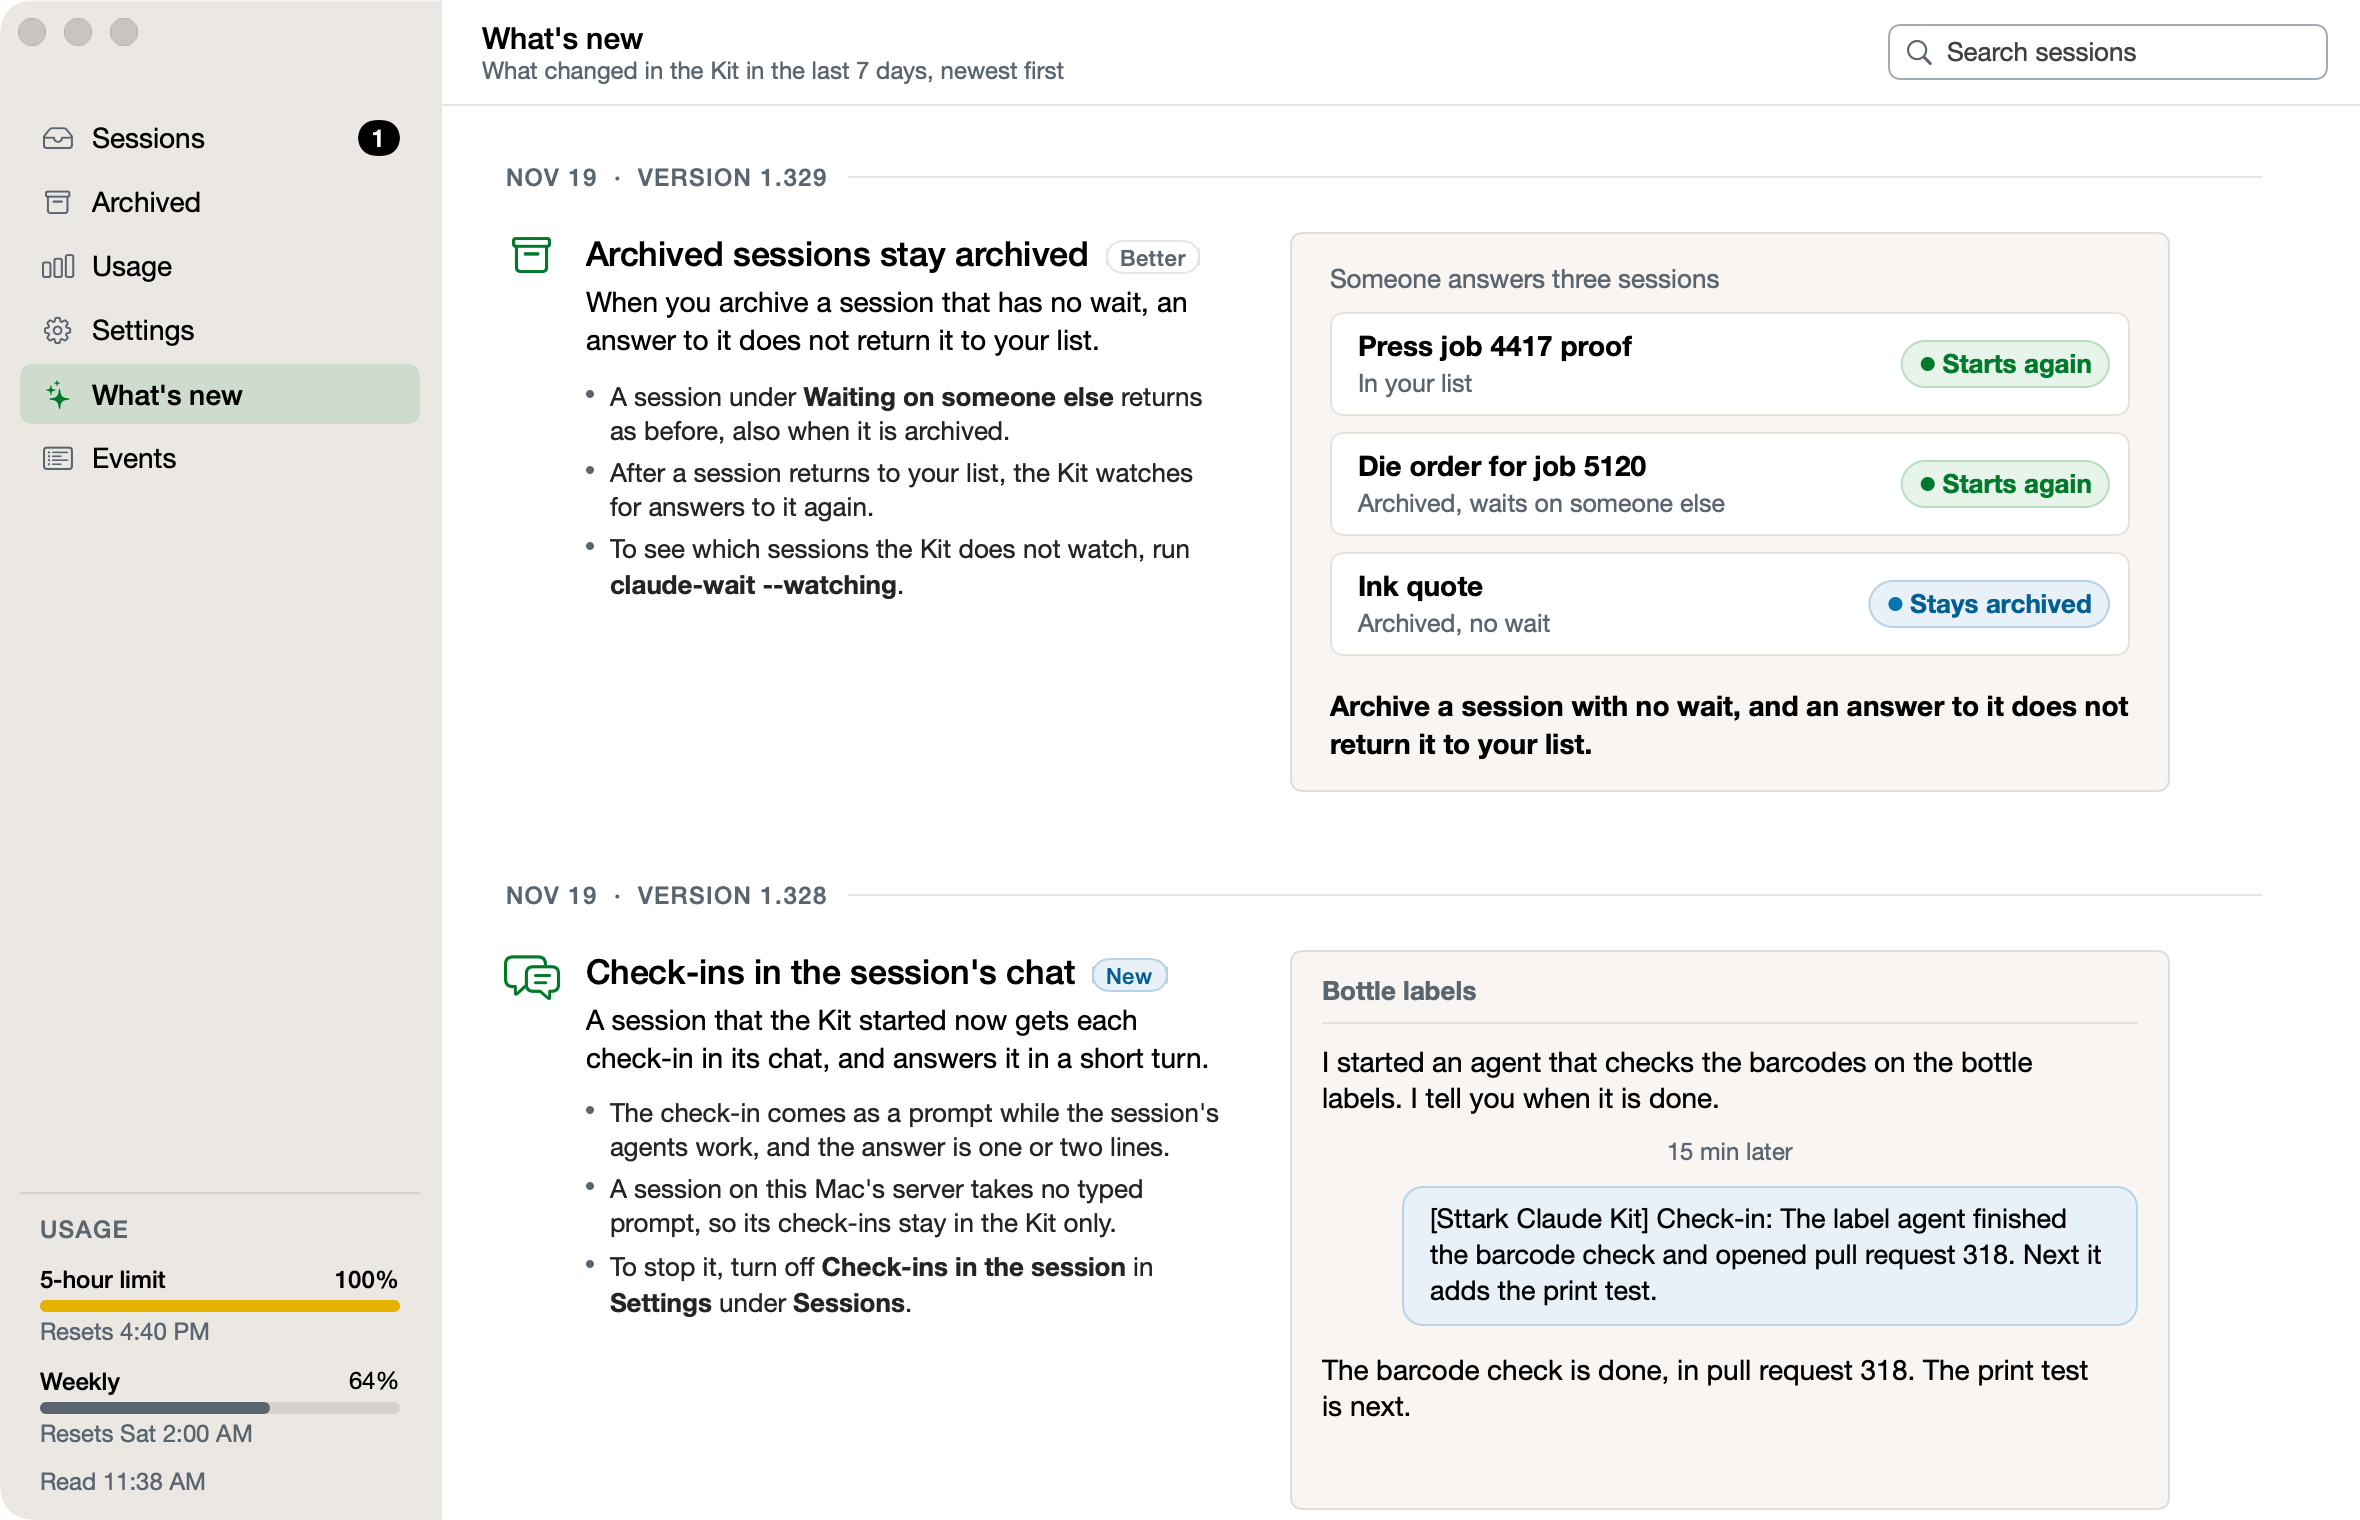 What's new
What changed in the Kit in the last 7 days, newest first
Search sessions
Sessions
1
Archived
Usage
Settings
What's new
Events
USAGE
5-hour limit 100%
Resets 4:40 PM
Weekly 64%
Resets Sat 2:00 AM
Read 11:38 AM
NOV 19 · VERSION 1.329
Archived sessions stay archived Better
When you archive a session that has no wait, an
answer to it does not return it to your list.
• A session under Waiting on someone else returns
as before, also when it is archived.
• After a session returns to your list, the Kit watches
for answers to it again.
• To see which sessions the Kit does not watch, run
claude-wait --watching.
Someone answers three sessions
Press job 4417 proof
In your list
Starts again
Die order for job 5120
Archived, waits on someone else
Starts again
Ink quote
Archived, no wait
Stays archived
Archive a session with no wait, and an answer to it does not
return it to your list.
NOV 19 · VERSION 1.328
Check-ins in the session's chat New
A session that the Kit started now gets each
check-in in its chat, and answers it in a short turn.
• The check-in comes as a prompt while the session's
agents work, and the answer is one or two lines.
• A session on this Mac's server takes no typed
prompt, so its check-ins stay in the Kit only.
• To stop it, turn off Check-ins in the session in
Settings under Sessions.
Bottle labels
I started an agent that checks the barcodes on the bottle
labels. I tell you when it is done.
15 min later
[Sttark Claude Kit] Check-in: The label agent finished
the barcode check and opened pull request 318. Next it
adds the print test.
The barcode check is done, in pull request 318. The print test
is next.